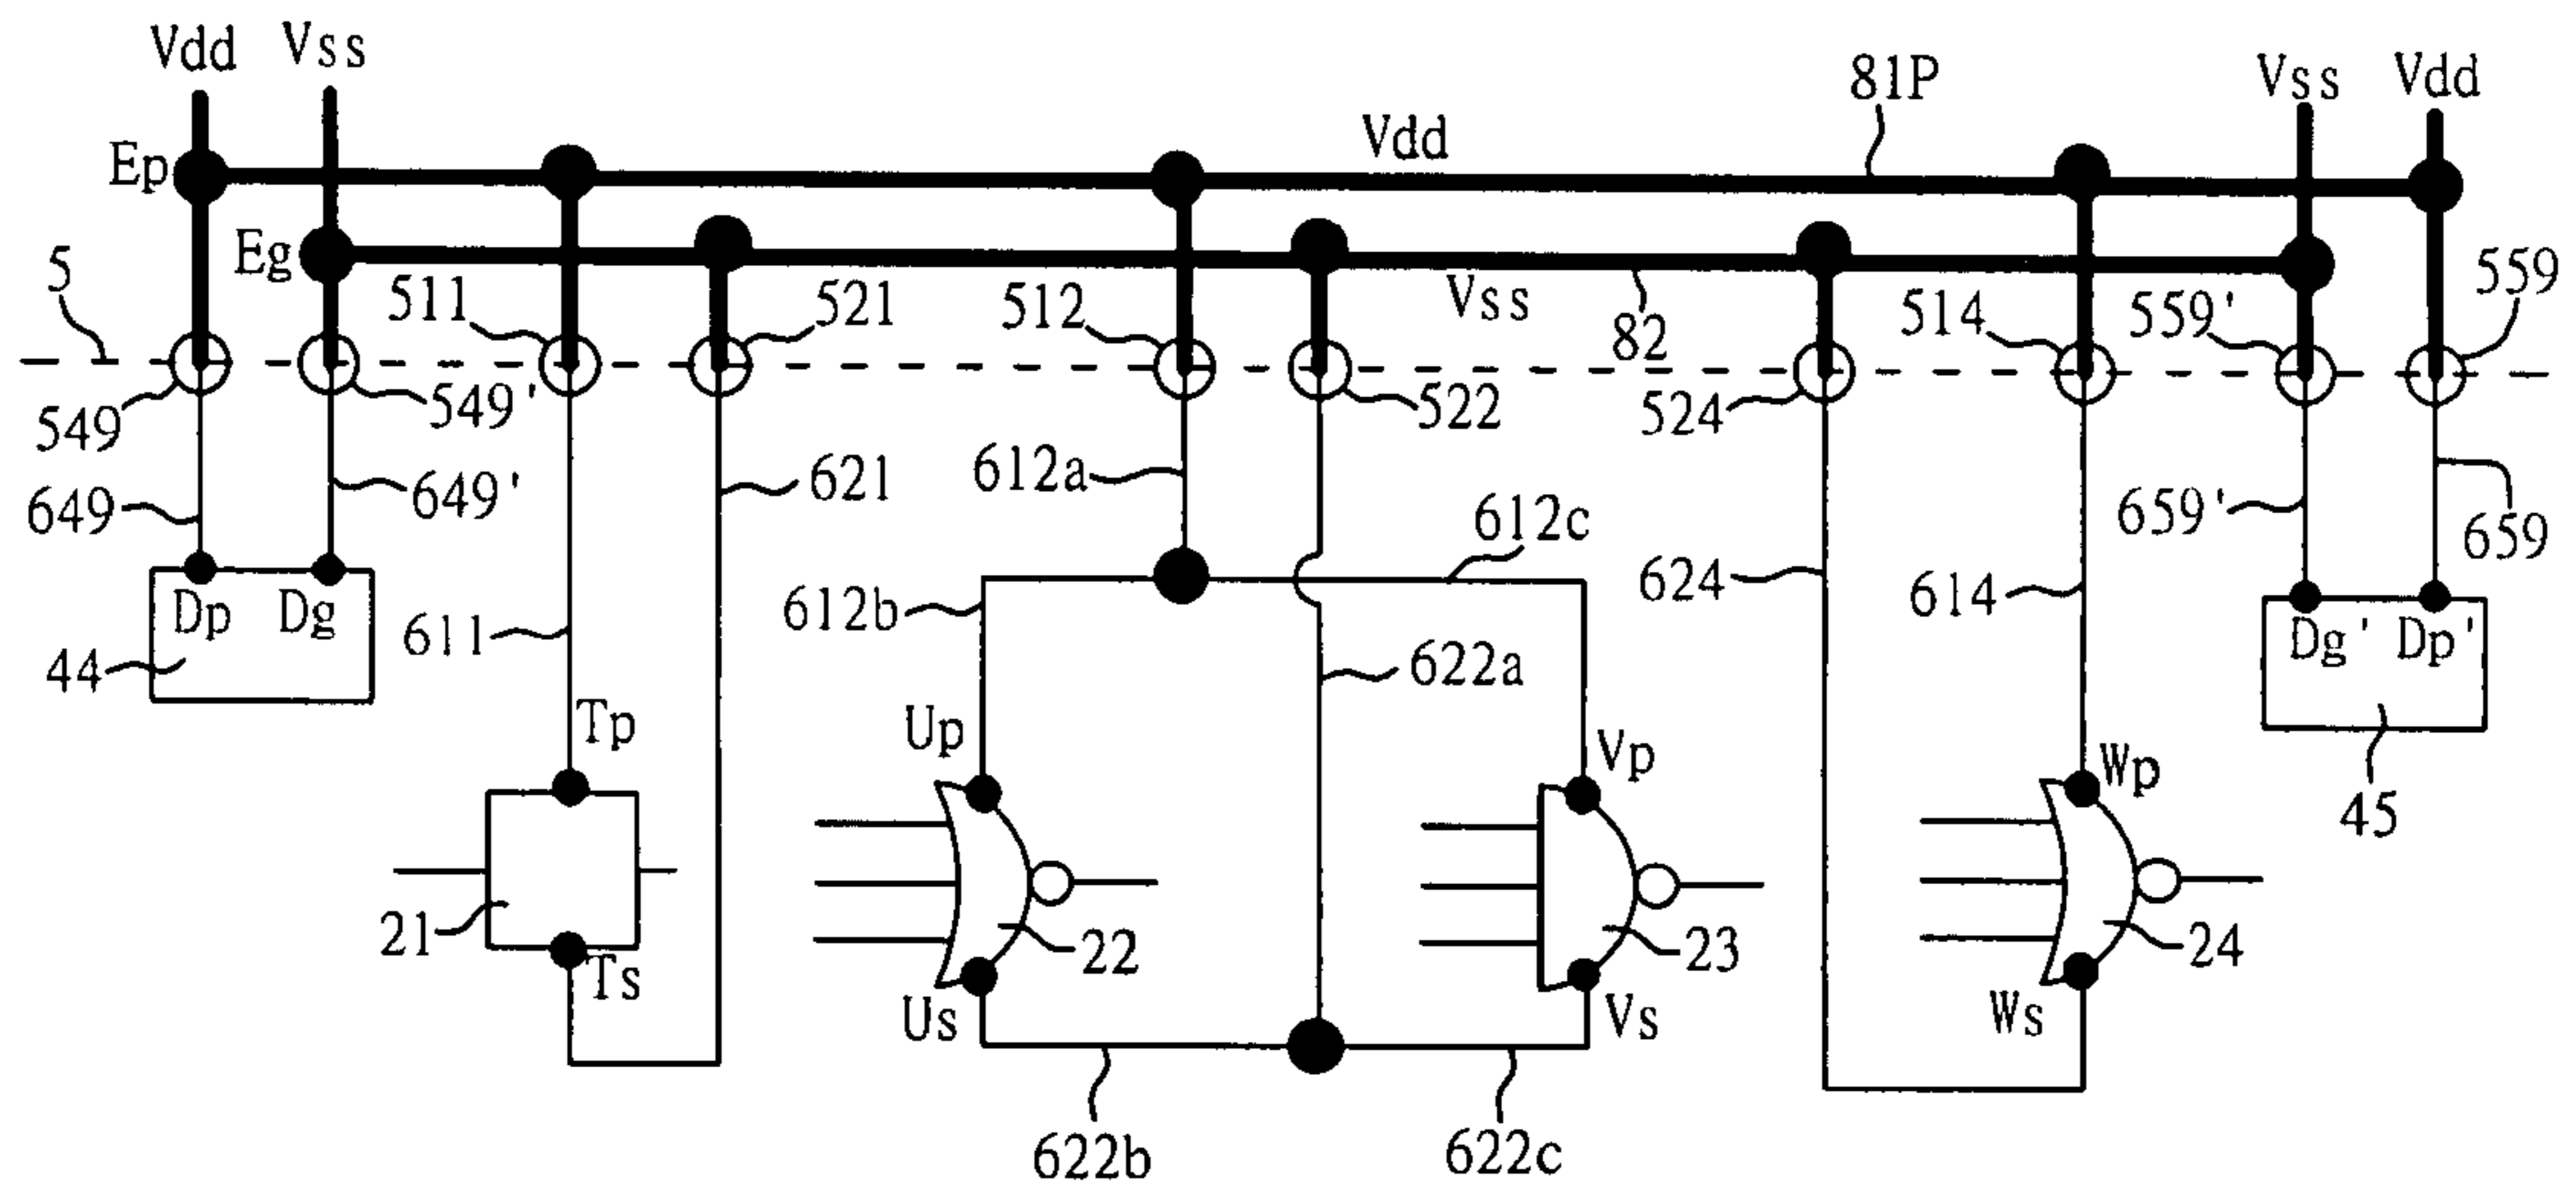 Vdd Vss 81P Vss Vdd
Vdd
Ep
Eg
5 511 521 512 Vss 82 514 559' 559
549 549' 522 524
649 649' 621 612a 612c 659' 659
612b 624 614
Dp Dg 611 Dg' Dp'
44 622a
Tp Up Vp Wp
45
21 22 23 24
Ts Us Vs Ws
622b 622c